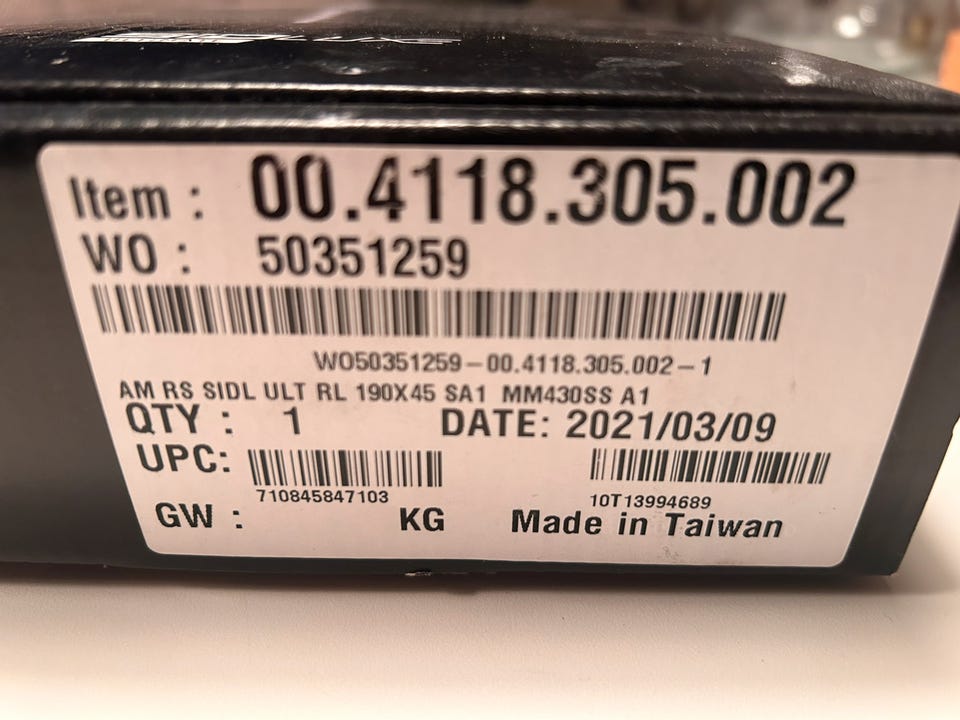 Item : 00.4118.305.002
WO : 50351259
WO50351259-00.4118.305.002-1
AM RS SIDL ULT RL 190X45 SA1 MM430SS A1
QTY : 1 DATE: 2021/03/09
UPC:
710845847103 10T13994689
GW : KG Made in Taiwan